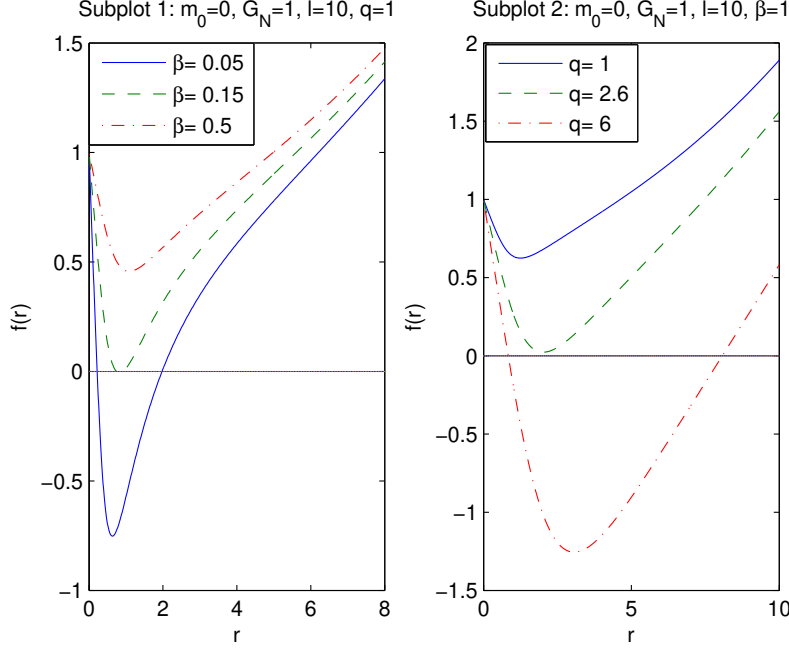 Subplot 1: m_0=0, G_N=1, l=10, q=1
β= 0.05
β= 0.15
β= 0.5
1.5
1
0.5
0
−0.5
−1
0
2
4
6
8
f(r)
r
Subplot 2: m_0=0, G_N=1, l=10, β=1
q= 1
q= 2.6
q= 6
2
1.5
1
0.5
0
−0.5
−1
−1.5
0
5
10
f(r)
r